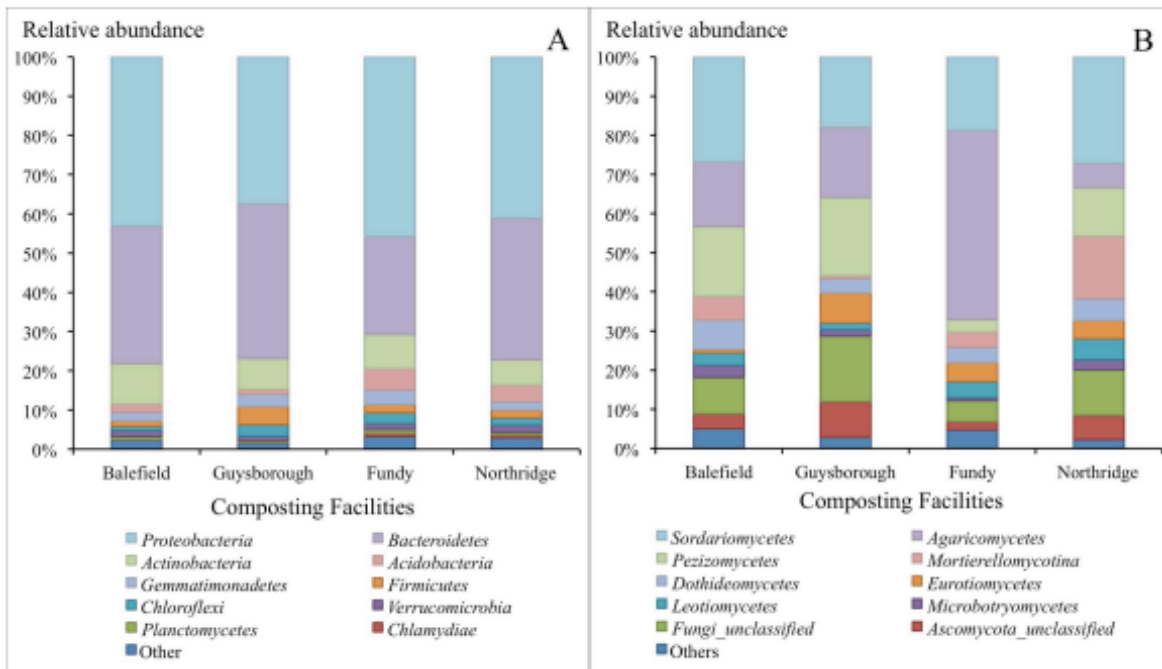 Relative abundance
A
100%
90%
80%
70%
60%
50%
40%
30%
20%
10%
0%
Balefield Guysborough Fundy Northridge
Composting Facilities
Proteobacteria Bacteroidetes
Actinobacteria Acidobacteria
Gemmatimonadetes Firmicutes
Chloroflexi Verrucomicrobia
Planctomycetes Chlamydiae
Other
Relative abundance
B
100%
90%
80%
70%
60%
50%
40%
30%
20%
10%
0%
Balefield Guysborough Fundy Northridge
Composting Facilities
Sordariomycetes Agaricomycetes
Pezizomycetes Mortierellomycotina
Dothideomycetes Eurotiomycetes
Leotiomycetes Microbotryomycetes
Fungi_unclassified Ascomycota_unclassified
Others